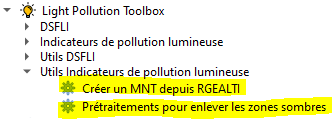 Light Pollution Toolbox
DSFLI
Indicateurs de pollution lumineuse
Utils DSFLI
Utils Indicateurs de pollution lumineuse
Créer un MNT depuis RGEALTI
Prétraitements pour enlever les zones sombres